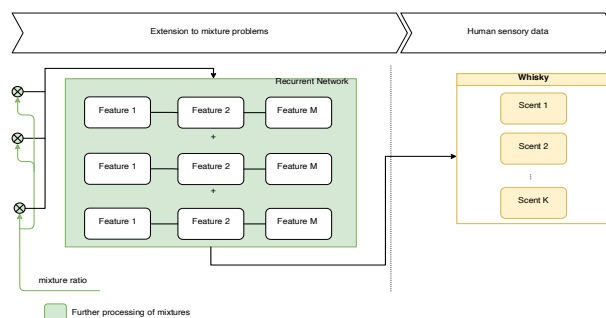 Extension to mixture problems
Human sensory data
Recurrent Network
Feature 1
Feature 2
Feature M
+
Feature 1
Feature 2
Feature M
+
Feature 1
Feature 2
Feature M
Whisky
Scent 1
Scent 2
...
Scent K
mixture ratio
Further processing of mixtures